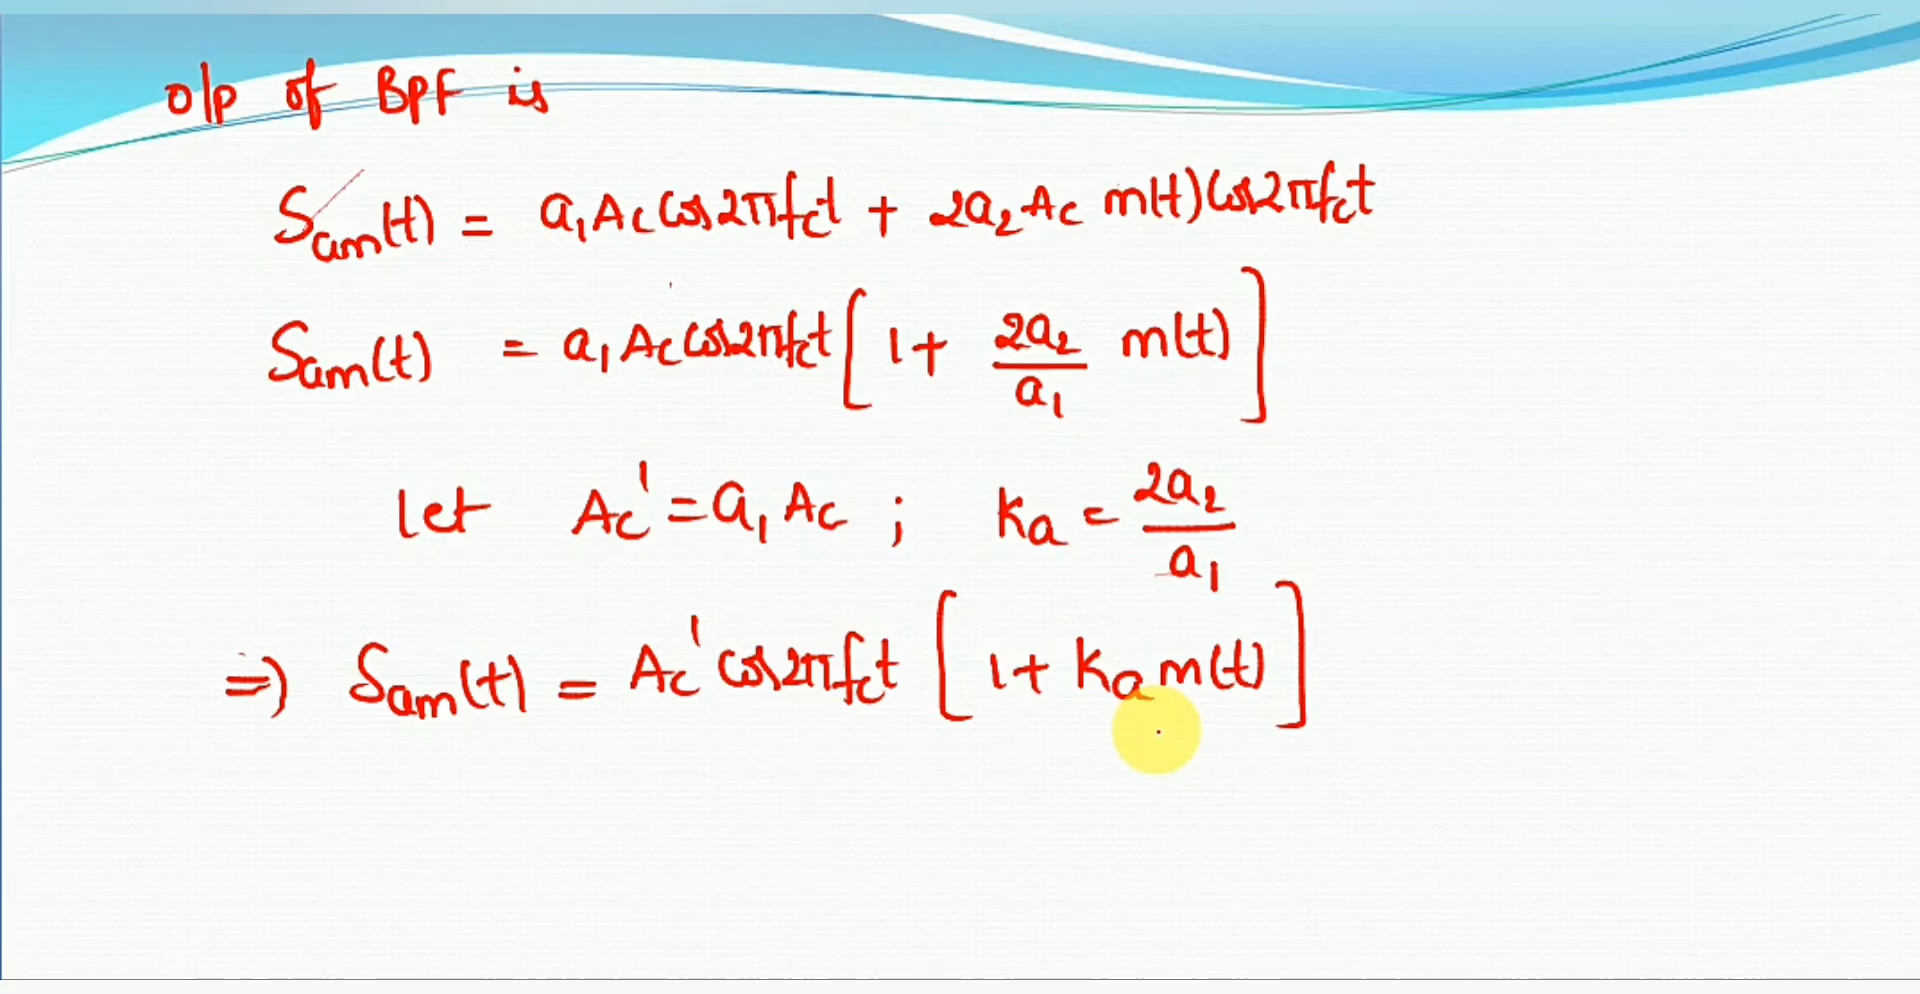 o/p of BPF is
Sam(t) = a₁Ac Cos2πfct + 2a₂Ac m(t) Cos2πfct
Sam(t) = a₁Ac Cos2πfct [1 + 2a₂/a₁ m(t)]
let Ac' = a₁Ac ; Ka = 2a₂/a₁
⇒ Sam(t) = Ac' Cos2πfct [1 + Ka m(t)]